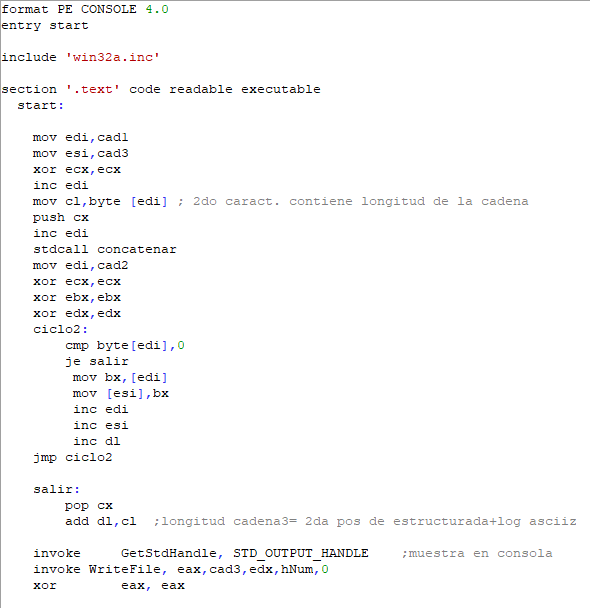 format PE CONSOLE 4.0
entry start
include 'win32a.inc'
section '.text' code readable executable
start:
mov edi,cad1
mov esi,cad3
xor ecx,ecx
inc edi
mov cl,byte [edi] ; 2do caract. contiene longitud de la cadena
push cx
inc edi
stdcall concatenar
mov edi,cad2
xor ecx,ecx
xor ebx,ebx
xor edx,edx
ciclo2:
cmp byte[edi],0
je salir
mov bx,[edi]
mov [esi],bx
inc edi
inc esi
inc dl
jmp ciclo2
salir:
pop cx
add dl,cl ;longitud cadena3= 2da pos de estructurada+log asciiz
invoke GetStdHandle, STD_OUTPUT_HANDLE ;muestra en consola
invoke WriteFile, eax,cad3,edx,hNum,0
xor eax, eax